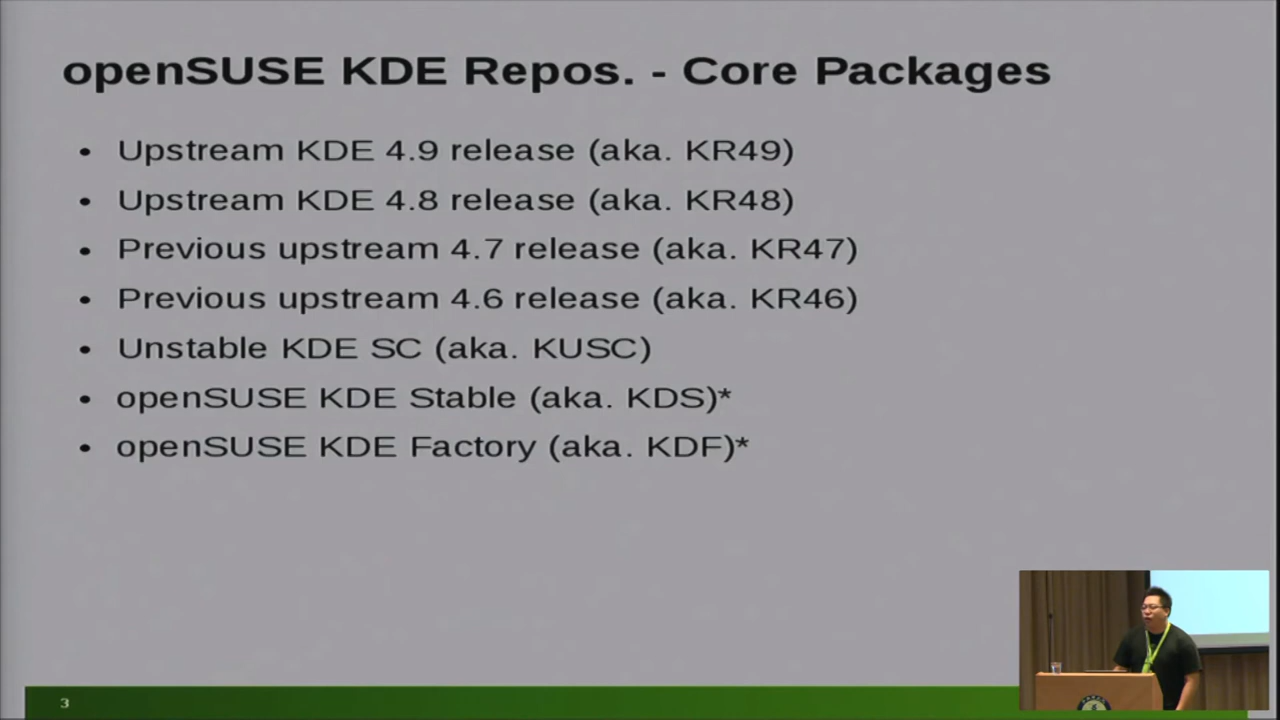 openSUSE KDE Repos. - Core Packages
• Upstream KDE 4.9 release (aka. KR49)
• Upstream KDE 4.8 release (aka. KR48)
• Previous upstream 4.7 release (aka. KR47)
• Previous upstream 4.6 release (aka. KR46)
• Unstable KDE SC (aka. KUSC)
• openSUSE KDE Stable (aka. KDS)*
• openSUSE KDE Factory (aka. KDF)*
3